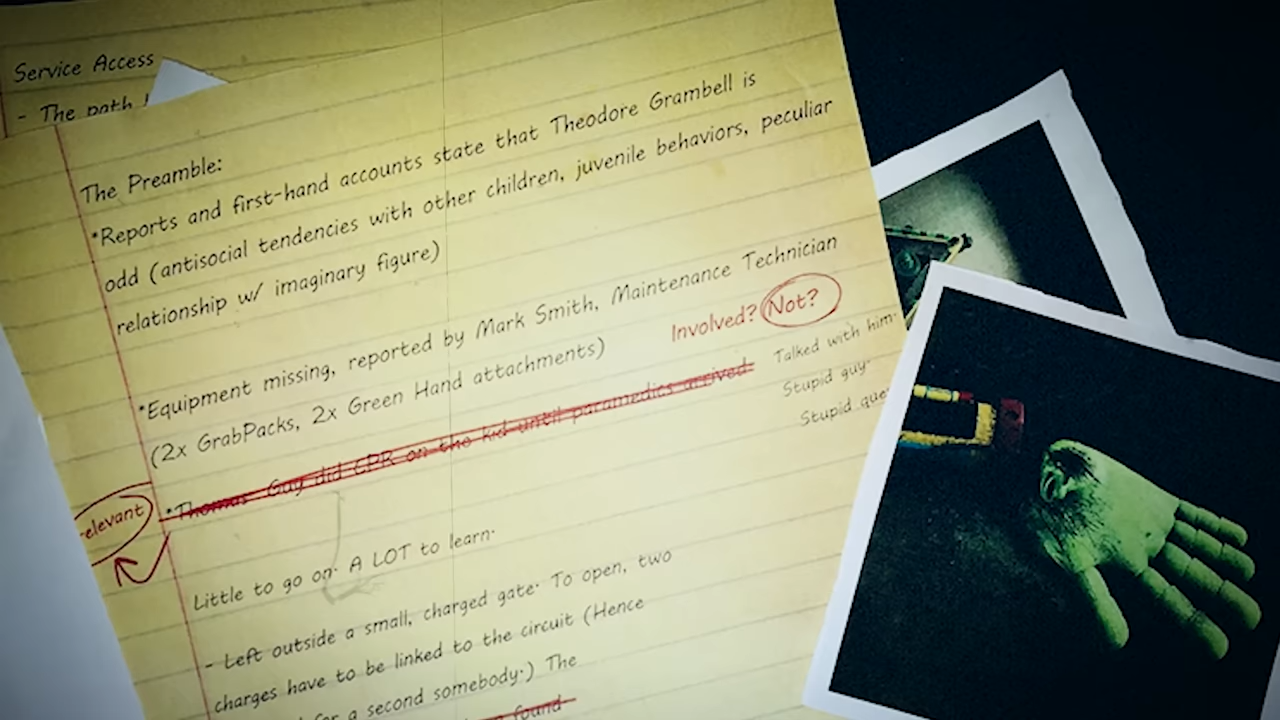 Service Access
- The path
The Preamble:
•Reports and first-hand accounts state that Theodore Grambell is
odd (antisocial tendencies with other children, juvenile behaviors, peculiar
relationship w/ imaginary figure)
•Equipment missing, reported by Mark Smith, Maintenance Technician
(2x GrabPacks, 2x Green Hand attachments)
Involved? Not?
Talked with him.
Stupid guy.
Stupid que
•Thomas Guy did CPR on the kid until paramedics arrived.
relevant
Little to go on. A LOT to learn.
- Left outside a small, charged gate. To open, two
charges have to be linked to the circuit (Hence
for a second somebody.) The
found